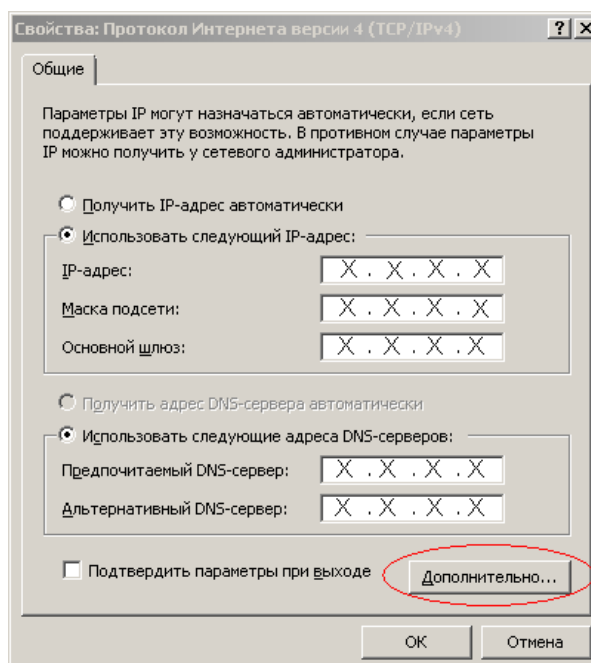 Свойства: Протокол Интернета версии 4 (TCP/IPv4)
Общие
Параметры IP могут назначаться автоматически, если сеть
поддерживает эту возможность. В противном случае параметры
IP можно получить у сетевого администратора.
Получить IP-адрес автоматически
Использовать следующий IP-адрес:
IP-адрес: X . X . X . X
Маска подсети: X . X . X . X
Основной шлюз: X . X . X . X
Получить адрес DNS-сервера автоматически
Использовать следующие адреса DNS-серверов:
Предпочитаемый DNS-сервер: X . X . X . X
Альтернативный DNS-сервер: X . X . X . X
Подтвердить параметры при выходе
Дополнительно...
ОК Отмена